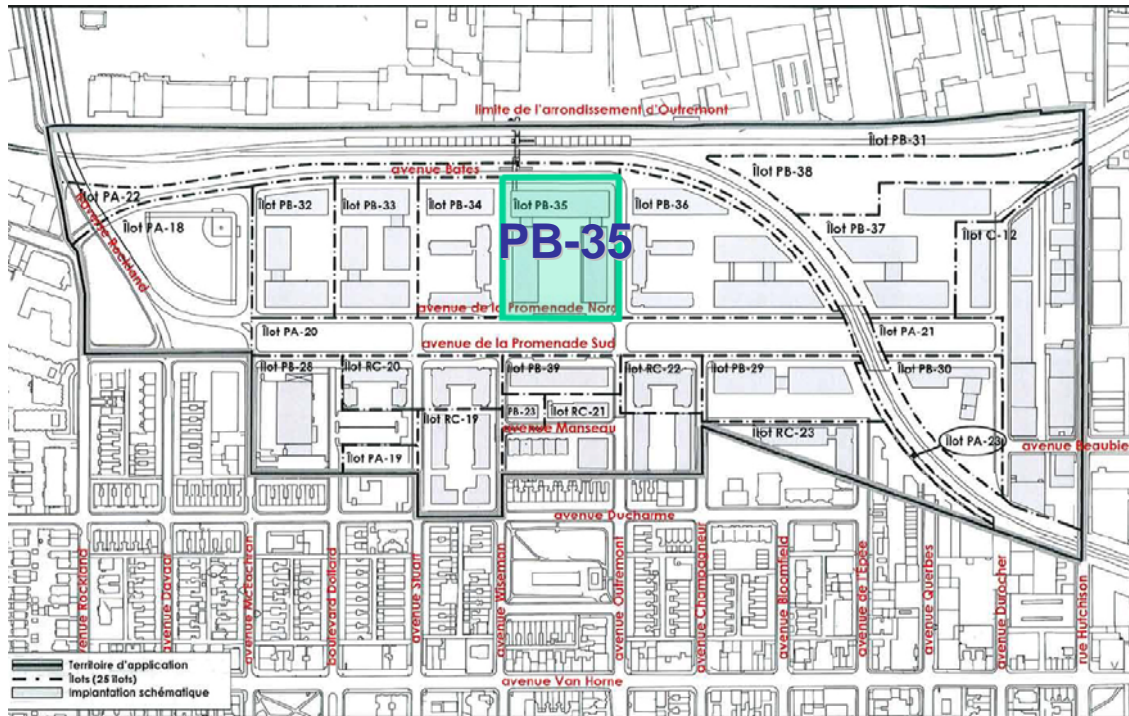 limite de l'arrondissement d'Outremont
Îlot PB-31
avenue Bates
Îlot PB-38
Îlot PA-22
Îlot PB-32
Îlot PB-33
Îlot PB-34
Îlot PB-35
Îlot PB-36
Îlot PA-18
Îlot PB-37
Îlot C-12
PB-35
avenue de la Promenade Nord
Îlot PA-20
Îlot PA-21
avenue de la Promenade Sud
Îlot PB-28
Îlot RC-20
Îlot PB-39
Îlot RC-22
Îlot PB-29
Îlot PB-30
PB-23
Îlot RC-21
Îlot RC-19
avenue Manseau
Îlot RC-23
Îlot PA-23
avenue Beaubie
Îlot PA-19
avenue Ducharme
avenue Rockland
avenue Davaar
avenue McEachran
boulevard Dollard
avenue Stuart
avenue Wiseman
avenue Outremont
avenue Champagneur
avenue Bloomfield
avenue de l'Épée
avenue Querbes
avenue Durocher
rue Hutchison
Territoire d'application
Îlots (25 îlots)
Implantation schématique
avenue Van Horne